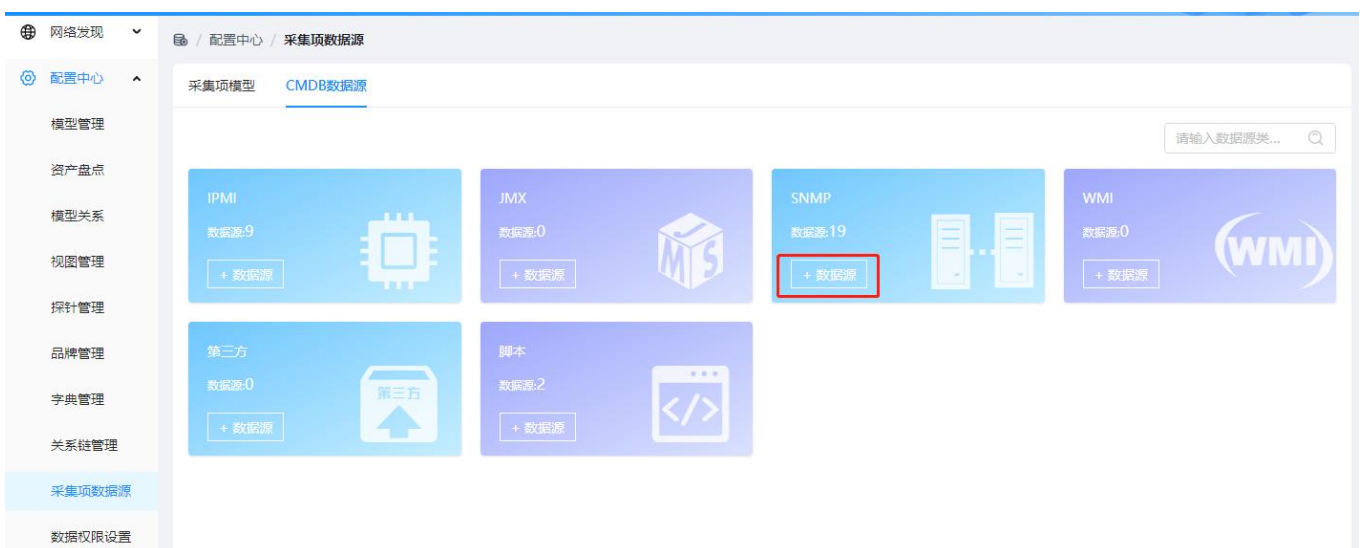 网络发现
配置中心
模型管理
资产盘点
模型关系
视图管理
探针管理
品牌管理
字典管理
关系链管理
采集项数据源
数据权限设置
/ 配置中心 / 采集项数据源
采集项模型 CMDB数据源
请输入数据源类...
IPMI
数据源:9
+ 数据源
JMX
数据源:0
+ 数据源
JMS
SNMP
数据源:19
+ 数据源
WMI
数据源:0
+ 数据源
WMI
第三方
数据源:0
+ 数据源
第三方
脚本
数据源:2
+ 数据源
</>